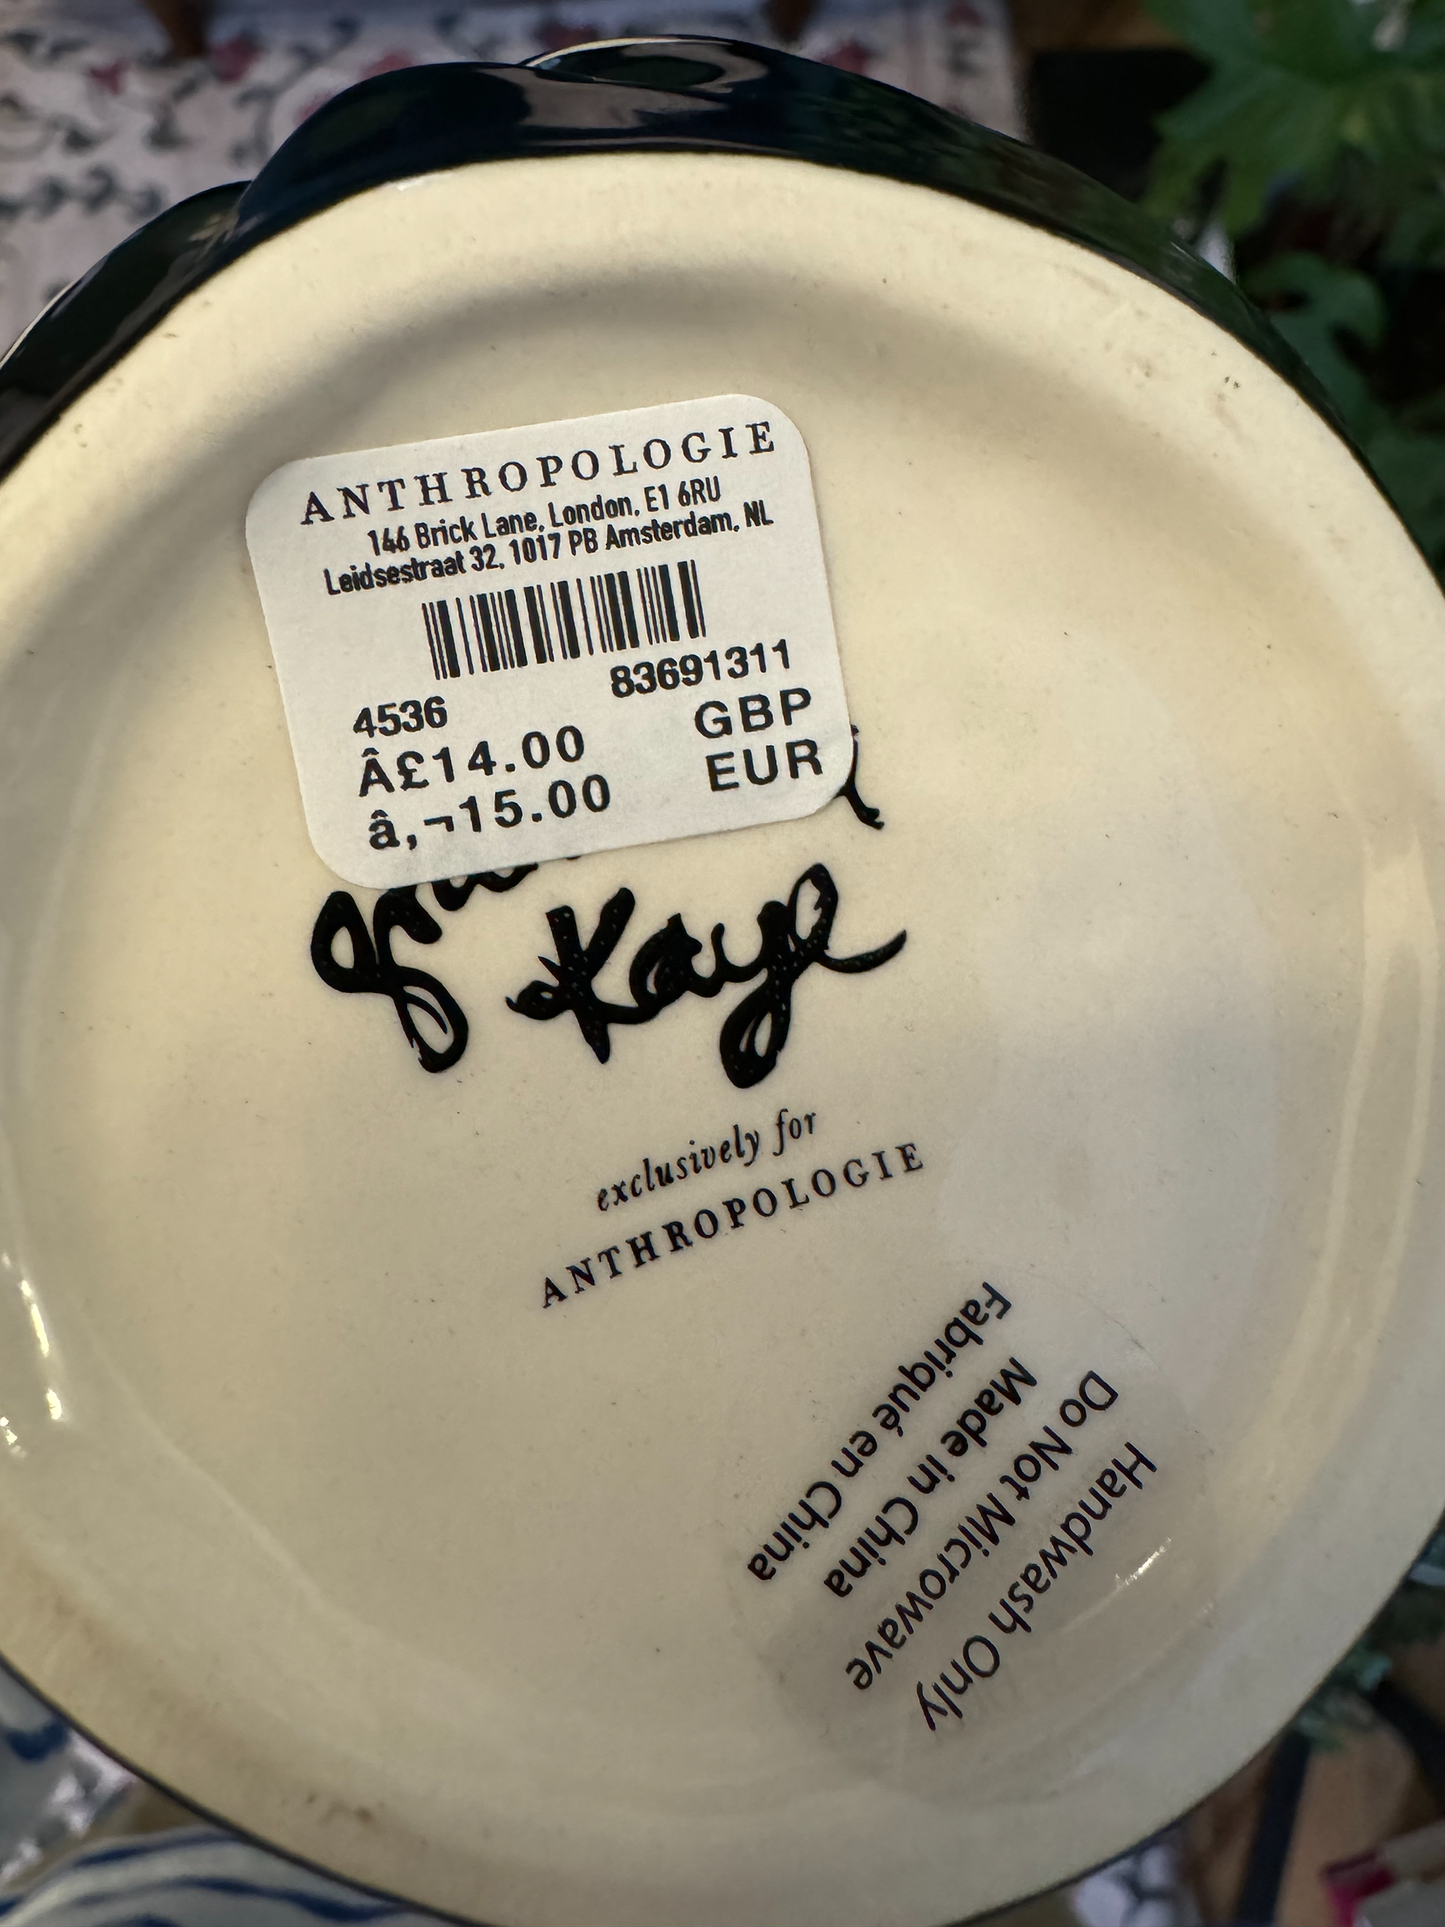 ANTHROPOLOGIE
146 Brick Lane, London, E1 6RU
Leidsestraat 32, 1017 PB Amsterdam, NL
4536 83691311
Â£14.00 GBP
â‚¬15.00 EUR
Kaye
exclusively for
ANTHROPOLOGIE
Handwash Only
Do Not Microwave
Made in China
Fabriqué en China